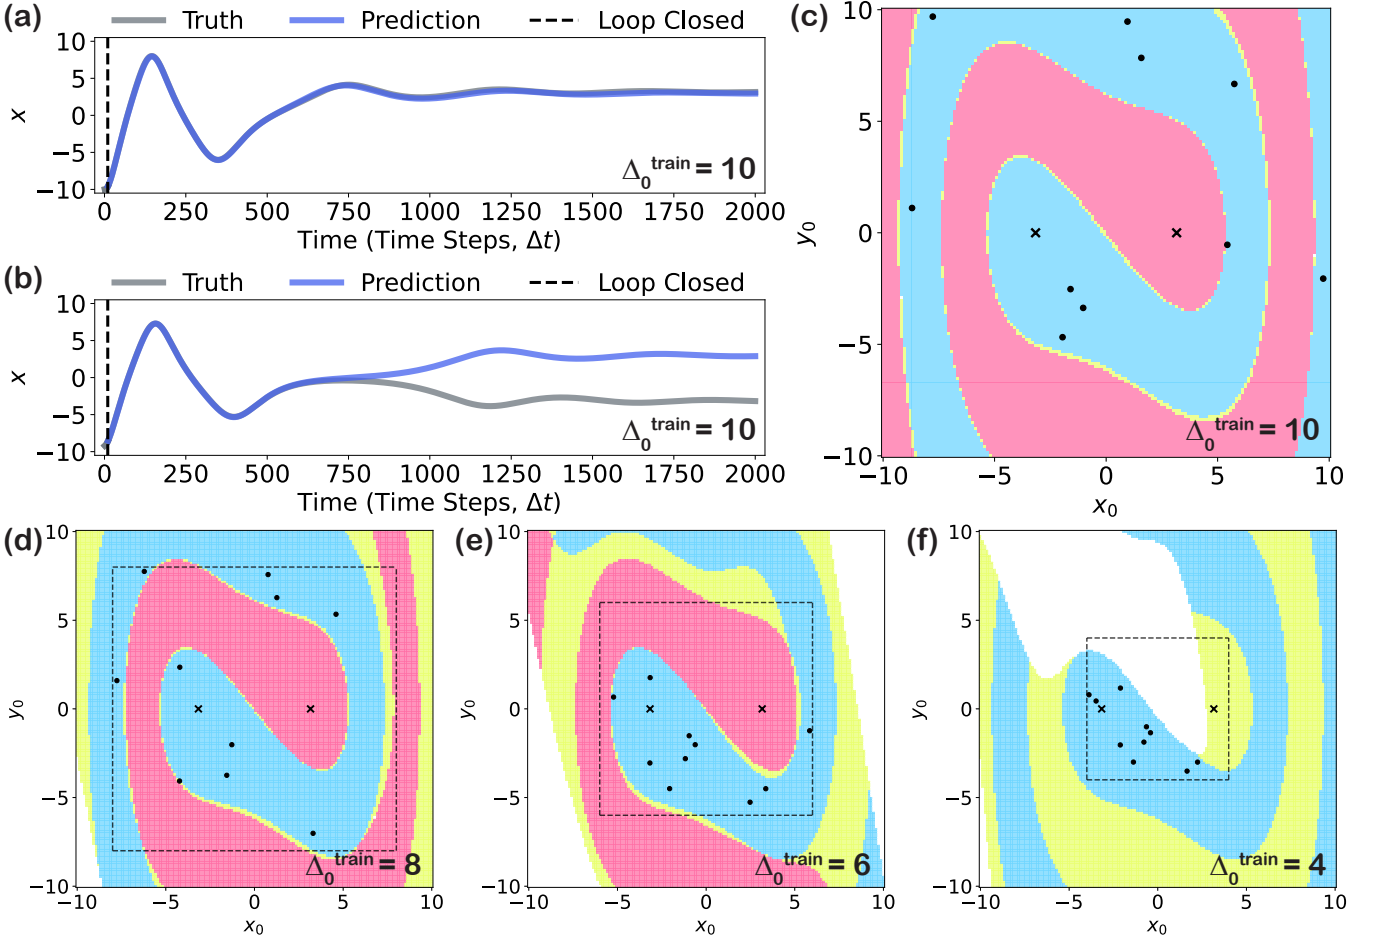 (a)
Truth Prediction Loop Closed
10
5
0
−5
−10
x
Δ₀ᵗʳᵃⁱⁿ = 10
0 250 500 750 1000 1250 1500 1750 2000
Time (Time Steps, Δt)
(b)
Truth Prediction Loop Closed
10
5
0
−5
−10
x
Δ₀ᵗʳᵃⁱⁿ = 10
0 250 500 750 1000 1250 1500 1750 2000
Time (Time Steps, Δt)
(c)
10
5
0
−5
−10
y₀
Δ₀ᵗʳᵃⁱⁿ = 10
−10 −5 0 5 10
x₀
(d)
10
5
0
−5
−10
y₀
Δ₀ᵗʳᵃⁱⁿ = 8
−10 −5 0 5 10
x₀
(e)
10
5
0
−5
−10
y₀
Δ₀ᵗʳᵃⁱⁿ = 6
−10 −5 0 5 10
x₀
(f)
10
5
0
−5
−10
y₀
Δ₀ᵗʳᵃⁱⁿ = 4
−10 −5 0 5 10
x₀